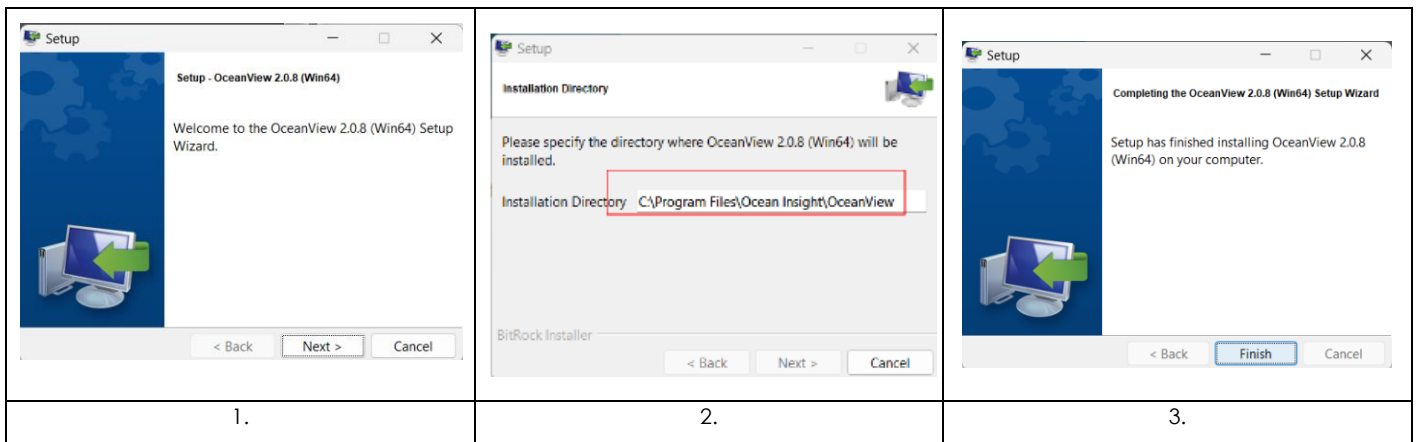 Setup
Setup - OceanView 2.0.8 (Win64)
Welcome to the OceanView 2.0.8 (Win64) Setup
Wizard.
< Back Next > Cancel
1.
Setup
Installation Directory
Please specify the directory where OceanView 2.0.8 (Win64) will be
installed.
Installation Directory C:\Program Files\Ocean Insight\OceanView
BitRock Installer
< Back Next > Cancel
2.
Setup
Completing the OceanView 2.0.8 (Win64) Setup Wizard
Setup has finished installing OceanView 2.0.8
(Win64) on your computer.
< Back Finish Cancel
3.